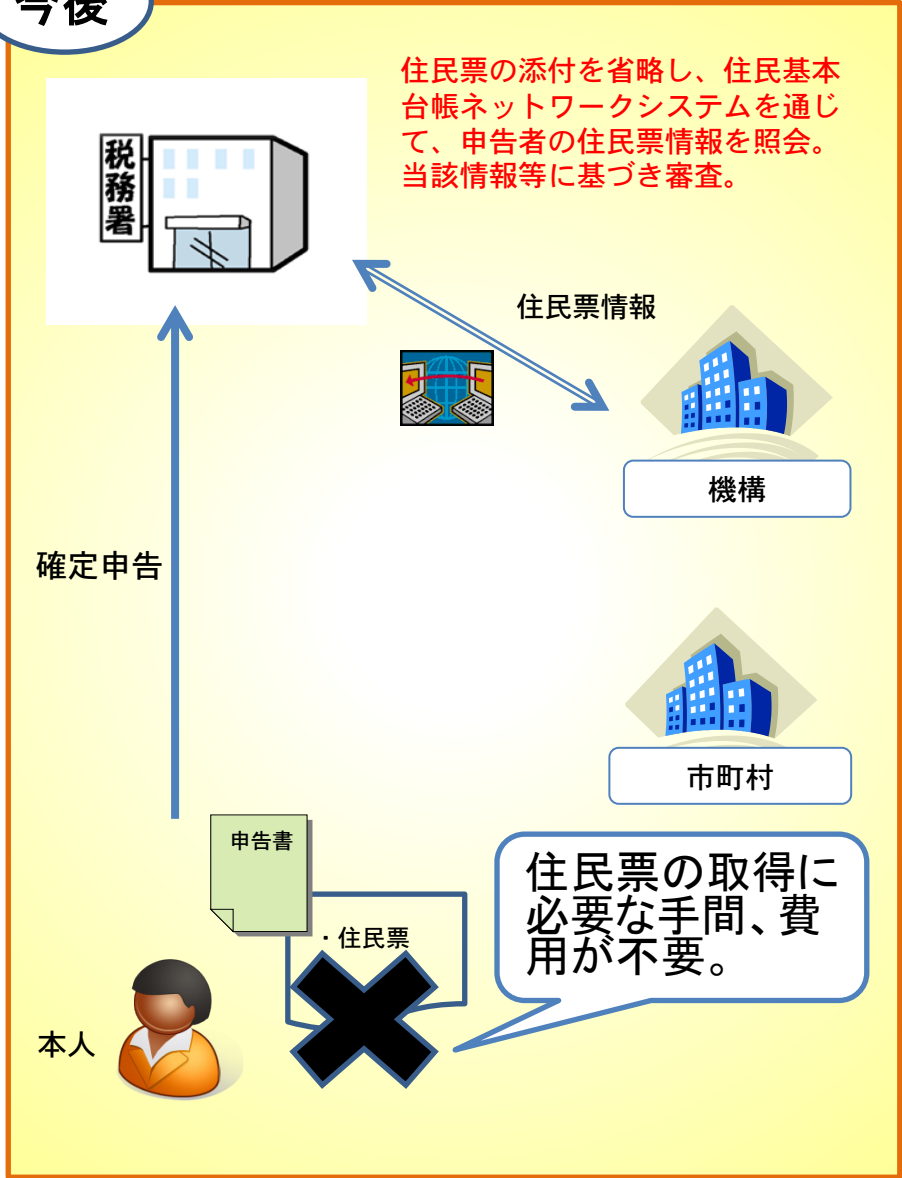 今後
住民票の添付を省略し、住民基本
台帳ネットワークシステムを通じ
て、申告者の住民票情報を照会。
当該情報等に基づき審査。
税務署
住民票情報
機構
確定申告
市町村
申告書
・住民票
住民票の取得に
必要な手間、費
用が不要。
本人